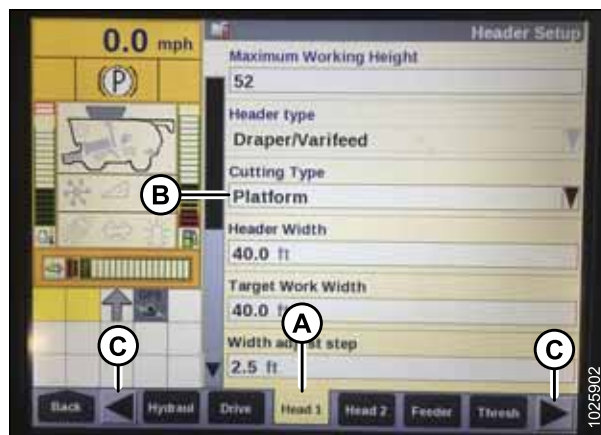 0.0 mph
Header Setup
(P)
Maximum Working Height
52
Header type
Draper/Varifeed
Cutting Type
B
Platform
Header Width
40.0 ft
Target Work Width
40.0 ft
A
Width adjust step
C
C
2.5 ft
Back
Hydraul
Drive
Head 1
Head 2
Feeder
Thresh
1025902